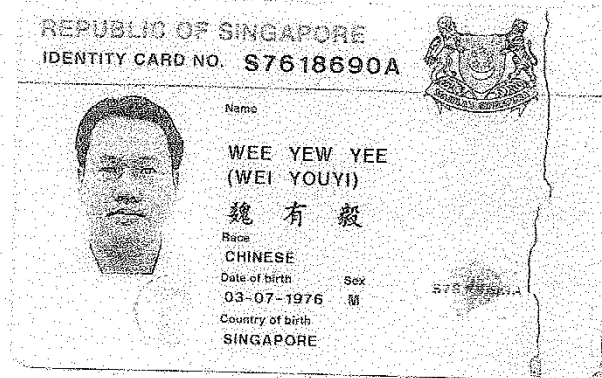 REPUBLIC OF SINGAPORE
IDENTITY CARD NO. S7618690A
Name
WEE YEW YEE
(WEI YOUYI)
魏 有 毅
Race
CHINESE
Date of birth Sex
03-07-1976 M
Country of birth
SINGAPORE